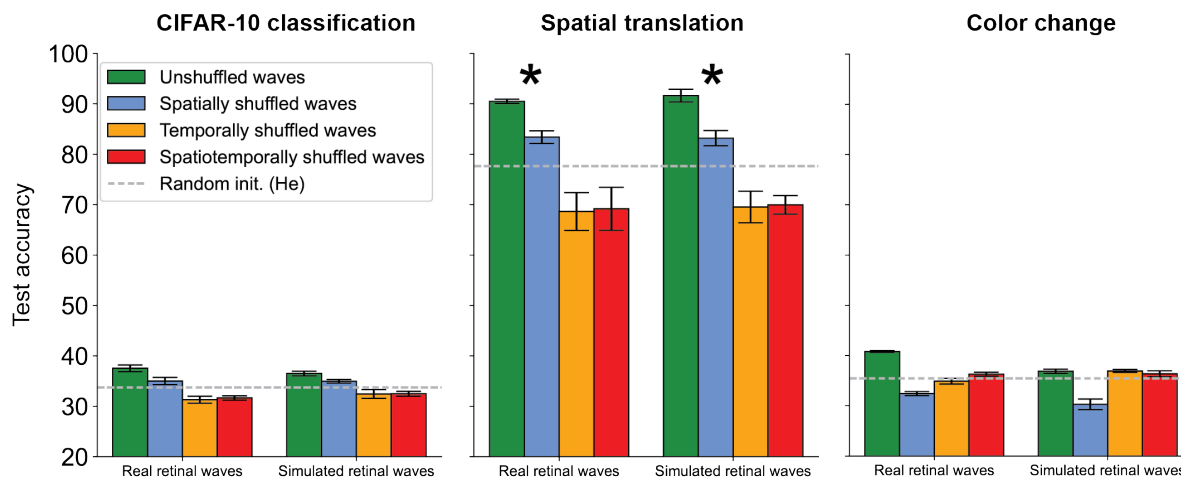 CIFAR-10 classification
Spatial translation
Color change
Test accuracy
100
90
80
70
60
50
40
30
20
Unshuffled waves
Spatially shuffled waves
Temporally shuffled waves
Spatiotemporally shuffled waves
Random init. (He)
*
*
Real retinal waves
Simulated retinal waves
Real retinal waves
Simulated retinal waves
Real retinal waves
Simulated retinal waves